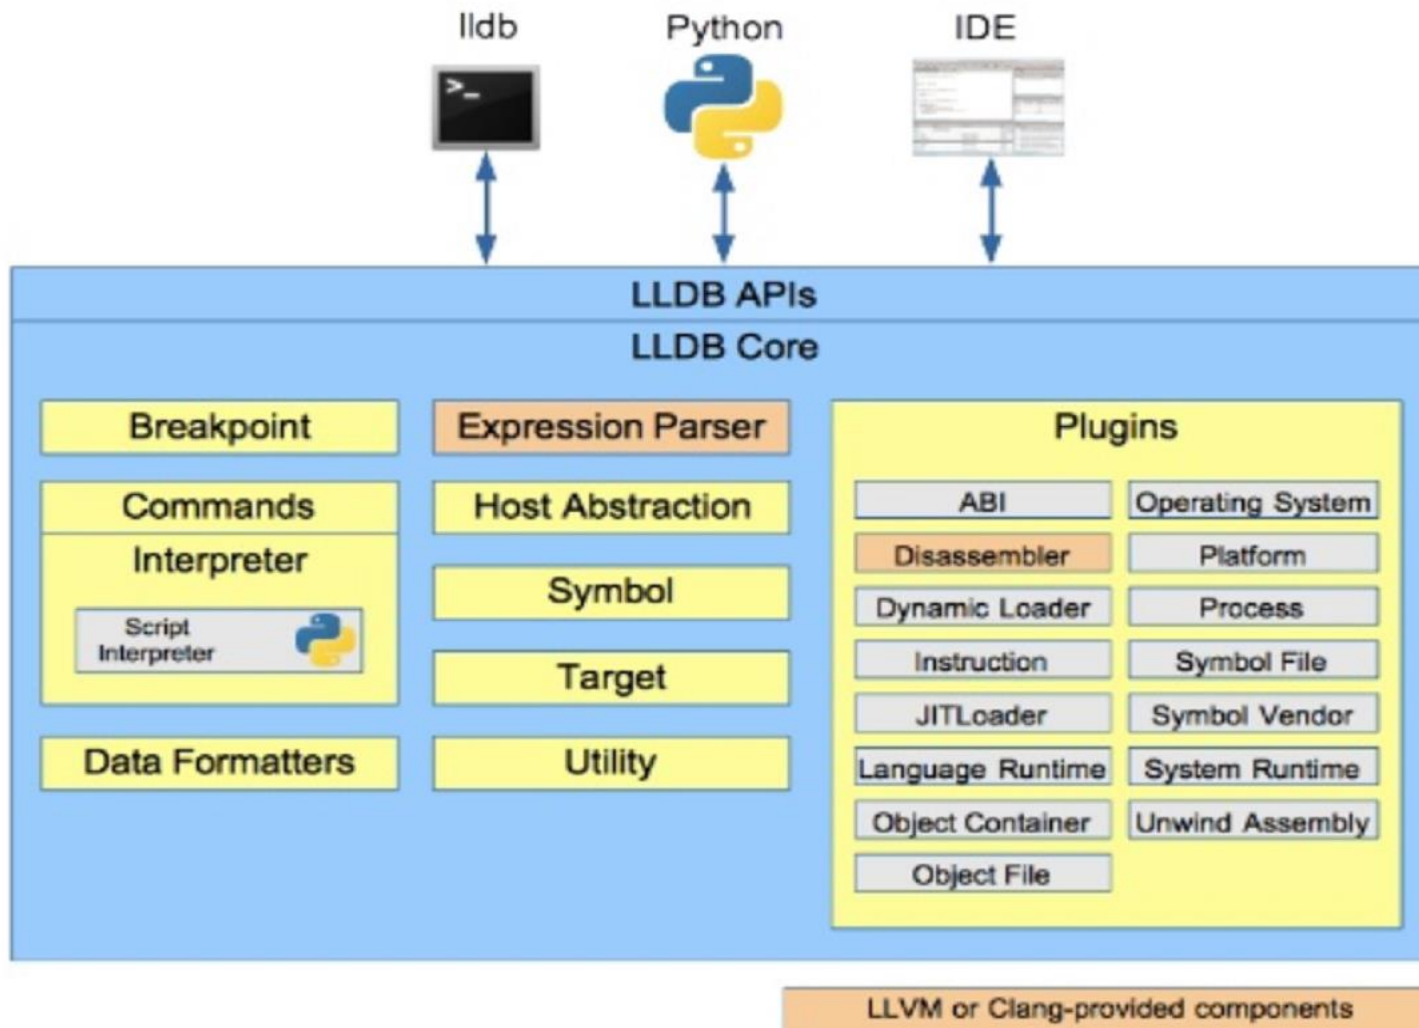 lldb
Python
IDE
>_
LLDB APIs
LLDB Core
Breakpoint
Commands
Interpreter
Script
Interpreter
Data Formatters
Expression Parser
Host Abstraction
Symbol
Target
Utility
Plugins
ABI
Disassembler
Dynamic Loader
Instruction
JITLoader
Language Runtime
Object Container
Object File
Operating System
Platform
Process
Symbol File
Symbol Vendor
System Runtime
Unwind Assembly
LLVM or Clang-provided components